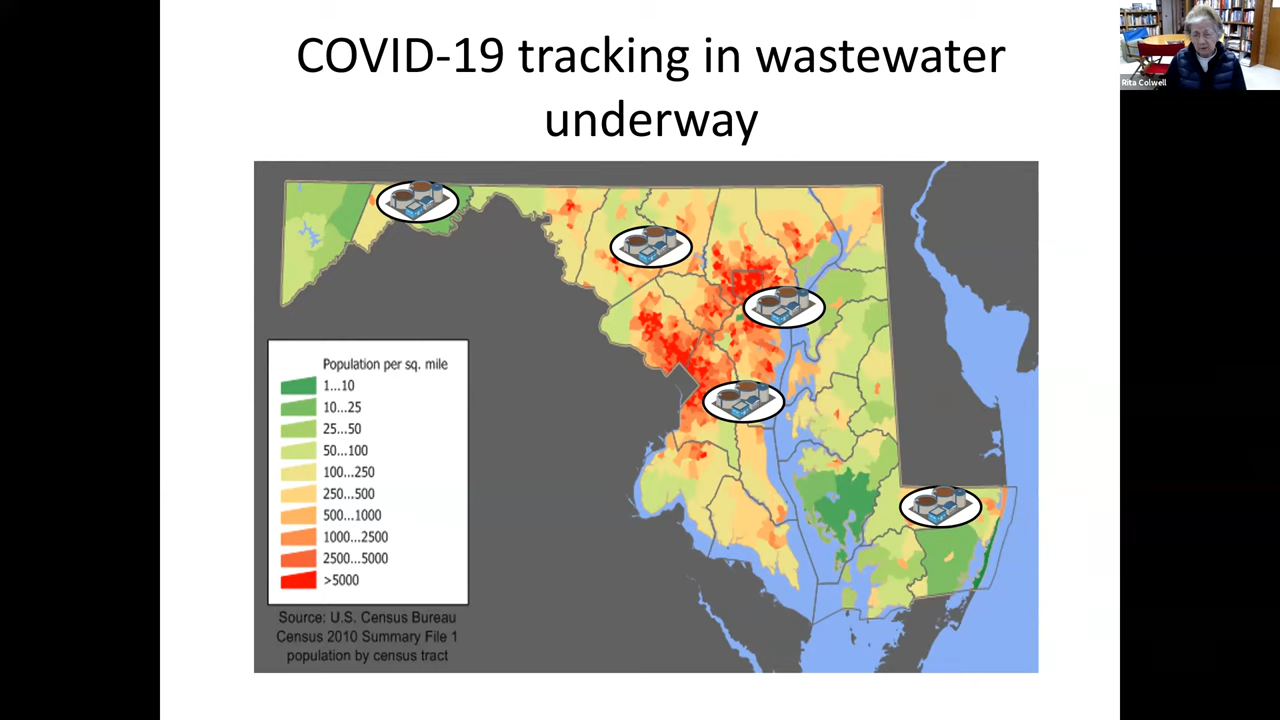 COVID-19 tracking in wastewater
underway
Rita Colwell
Population per sq. mile
1...10
10...25
25...50
50...100
100...250
250...500
500...1000
1000...2500
2500...5000
>5000
Source: U.S. Census Bureau
Census 2010 Summary File 1
population by census tract